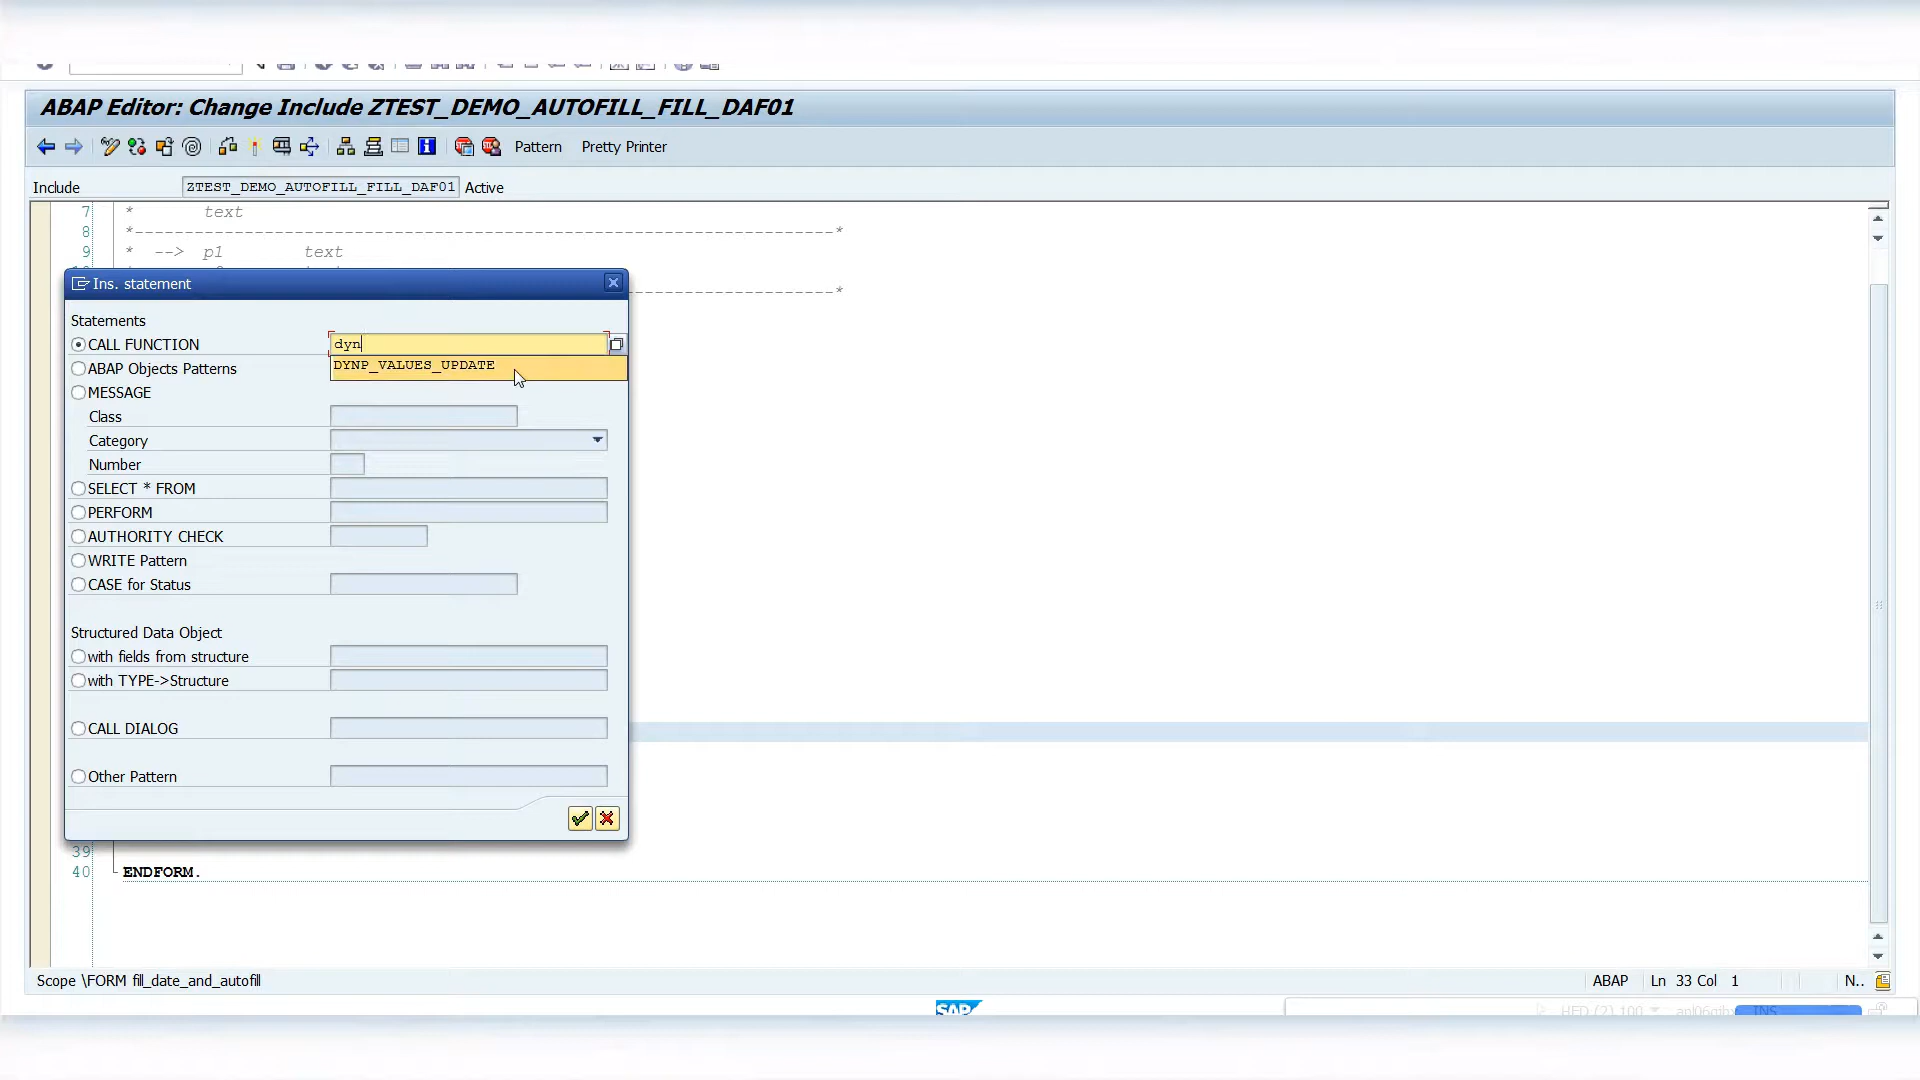 ABAP Editor: Change Include ZTEST_DEMO_AUTOFILL_FILL_DAF01
Pattern Pretty Printer
Include ZTEST_DEMO_AUTOFILL_FILL_DAF01 Active
7 * text
8 *----------------------------------------------------------------------*
9 * --> p1 text
Ins. statement
Statements
CALL FUNCTION dyn
DYNP_VALUES_UPDATE
ABAP Objects Patterns
MESSAGE
Class
Category
Number
SELECT * FROM
PERFORM
AUTHORITY CHECK
WRITE Pattern
CASE for Status
Structured Data Object
with fields from structure
with TYPE->Structure
CALL DIALOG
Other Pattern
39
40 ENDFORM.
Scope \FORM fill_date_and_autofill ABAP Ln 33 Col 1 N..
SAP